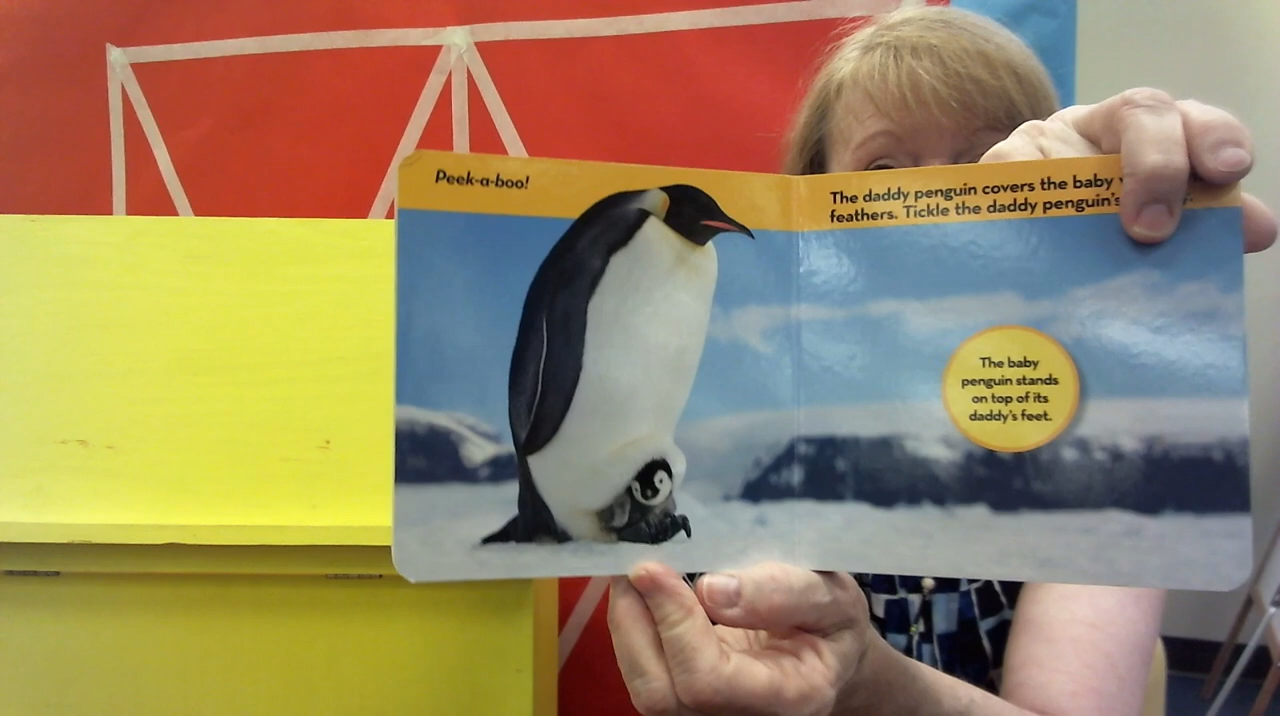 Peek-a-boo!
The daddy penguin covers the baby
feathers. Tickle the daddy penguin's
The baby
penguin stands
on top of its
daddy's feet.